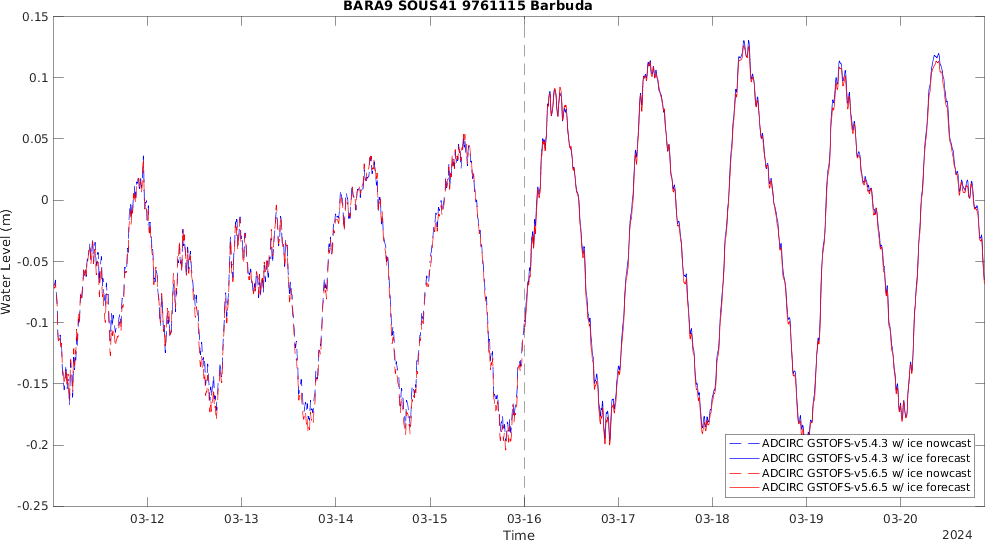 BARA9 SOUS41 9761115 Barbuda
0.15
0.1
0.05
0
-0.05
-0.1
-0.15
-0.2
-0.25
Water Level (m)
03-12
03-13
03-14
03-15
03-16
03-17
03-18
03-19
03-20
Time
2024
ADCIRC GSTOFS-v5.4.3 w/ ice nowcast
ADCIRC GSTOFS-v5.4.3 w/ ice forecast
ADCIRC GSTOFS-v5.6.5 w/ ice nowcast
ADCIRC GSTOFS-v5.6.5 w/ ice forecast